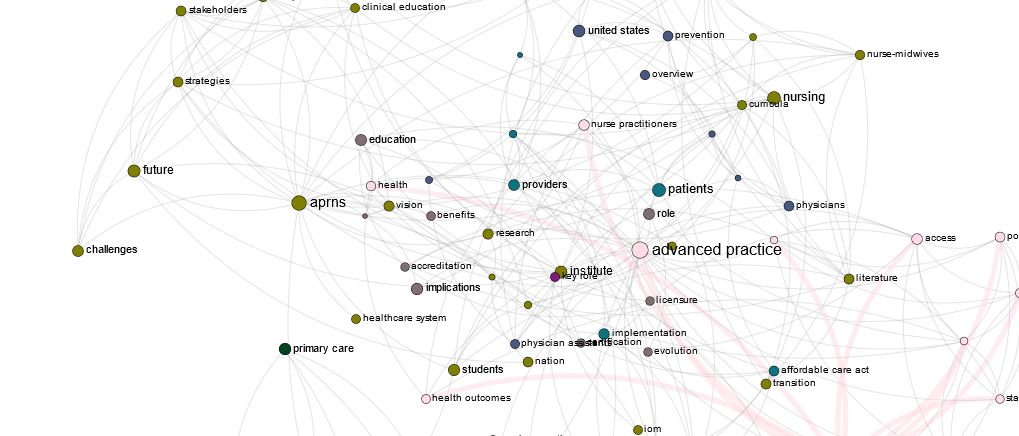 clinical education
stakeholders
united states
prevention
nurse-midwives
overview
strategies
nursing
curricula
nurse practitioners
education
future
health
providers
patients
aprns
vision
benefits
role
physicians
research
access
po
challenges
advanced practice
accreditation
institute
key role
literature
implications
licensure
healthcare system
implementation
physician assistants
certification
primary care
evolution
nation
students
affordable care act
transition
health outcomes
sta
iom